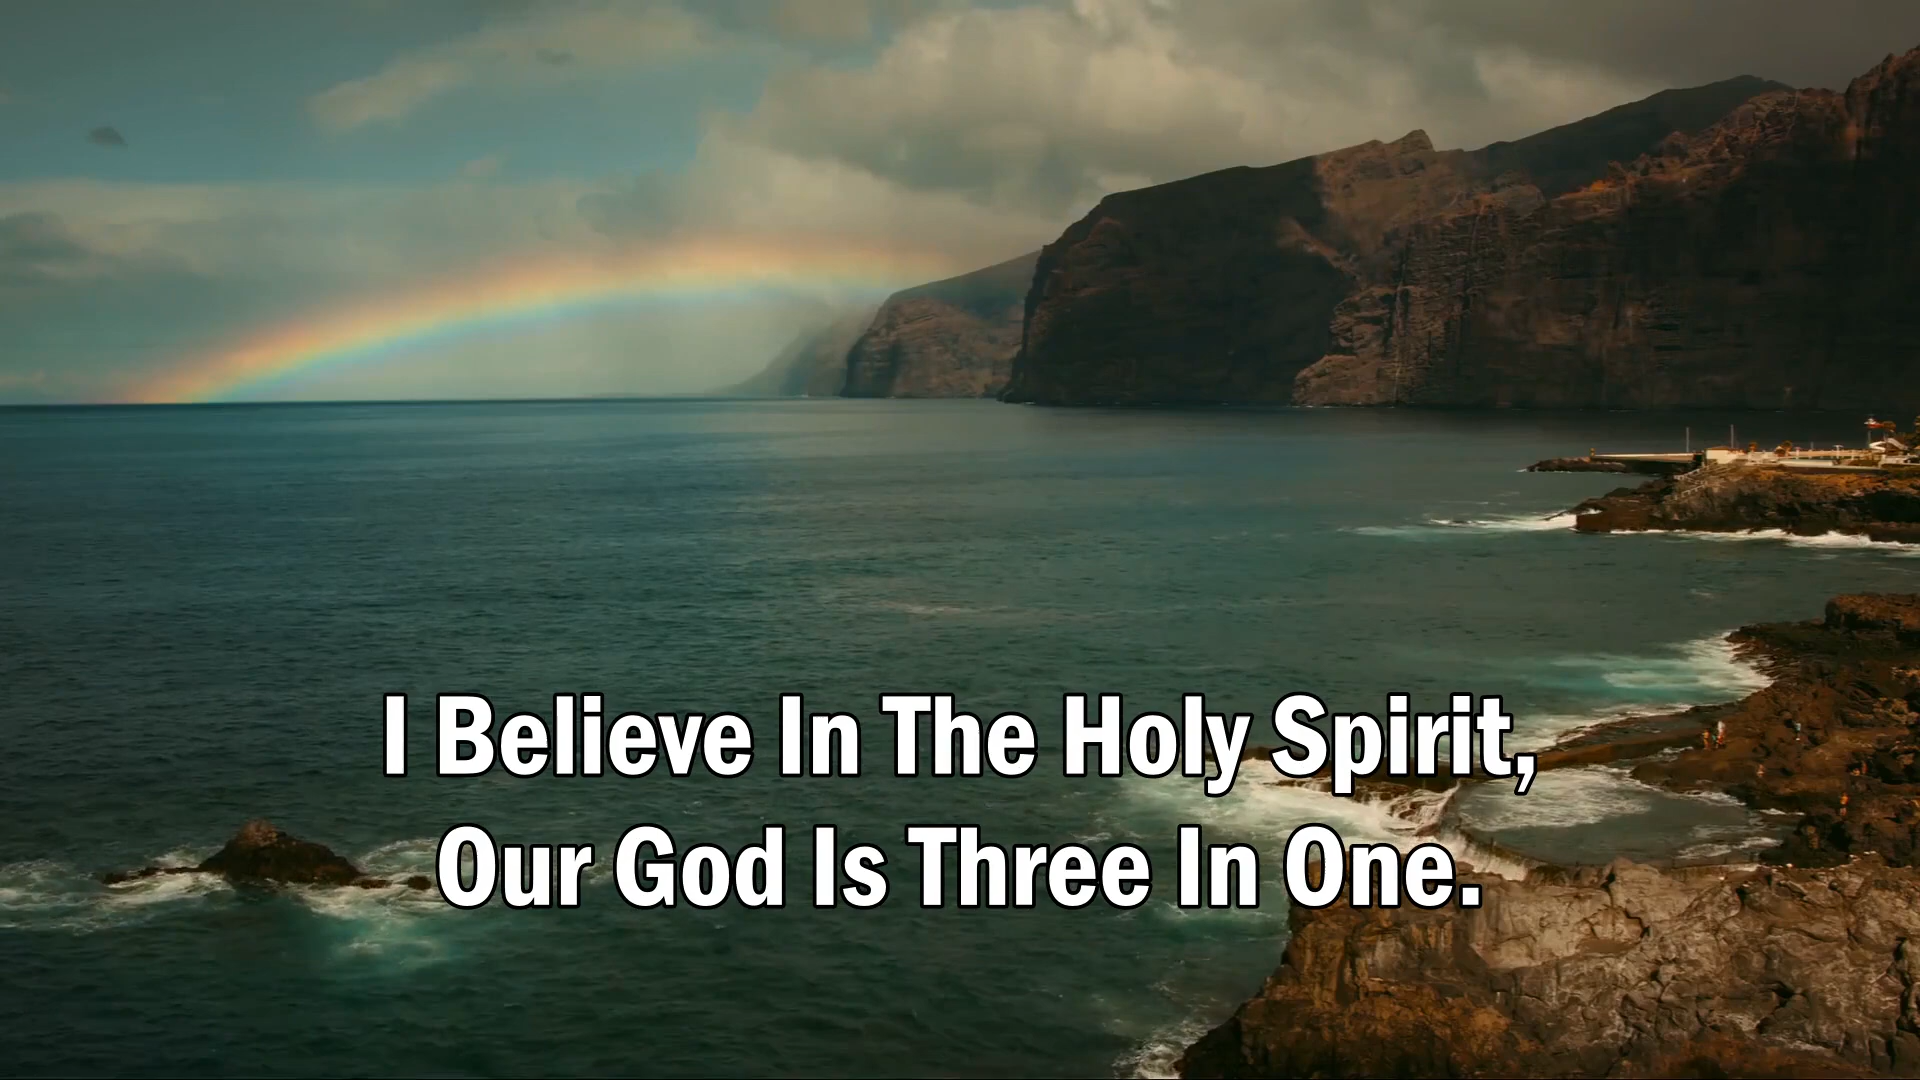 I Believe In The Holy Spirit,
Our God Is Three In One.